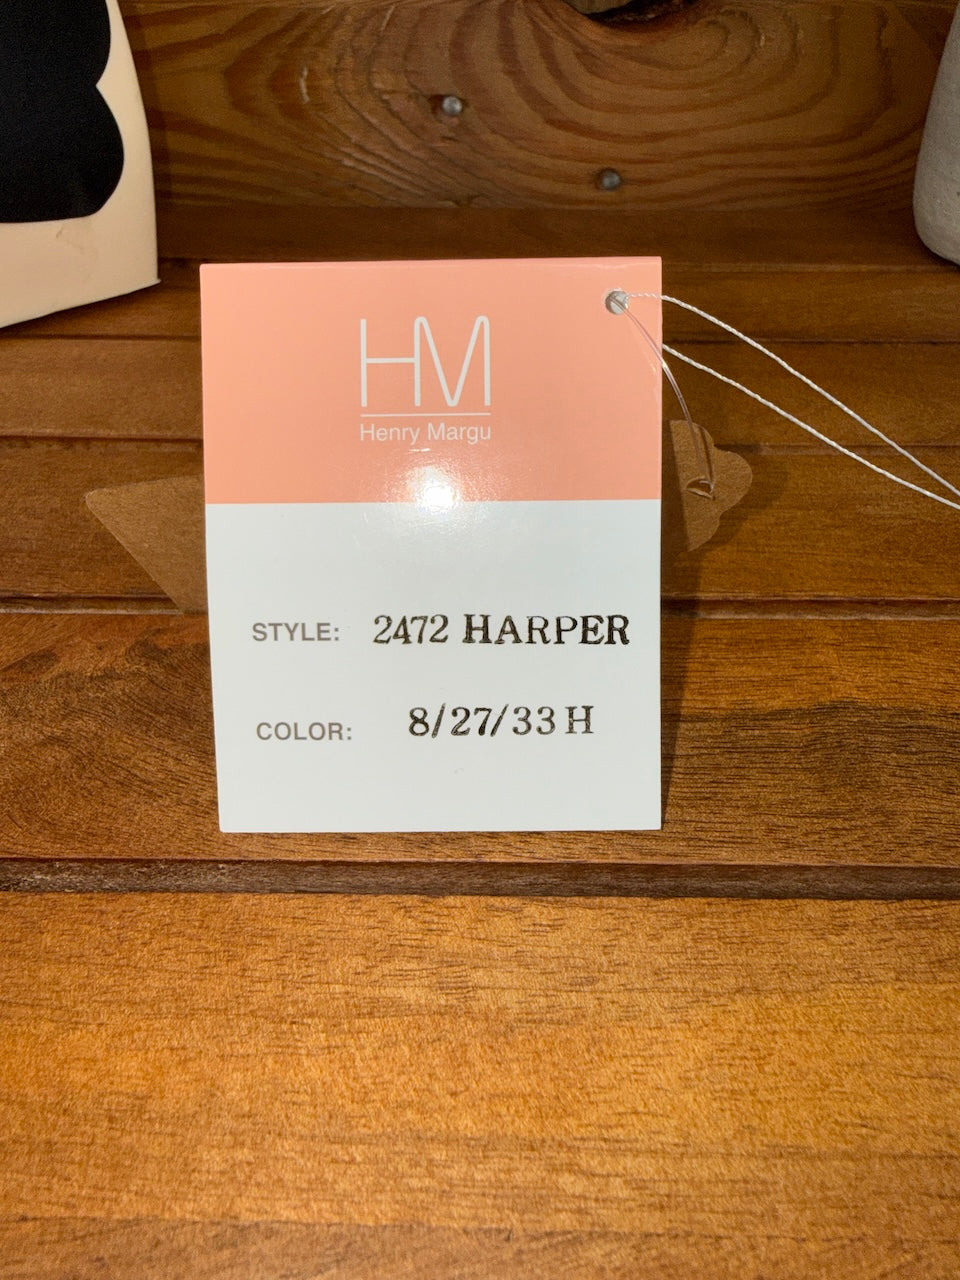 HM
Henry Margu
STYLE: 2472 HARPER
COLOR: 8/27/33 H